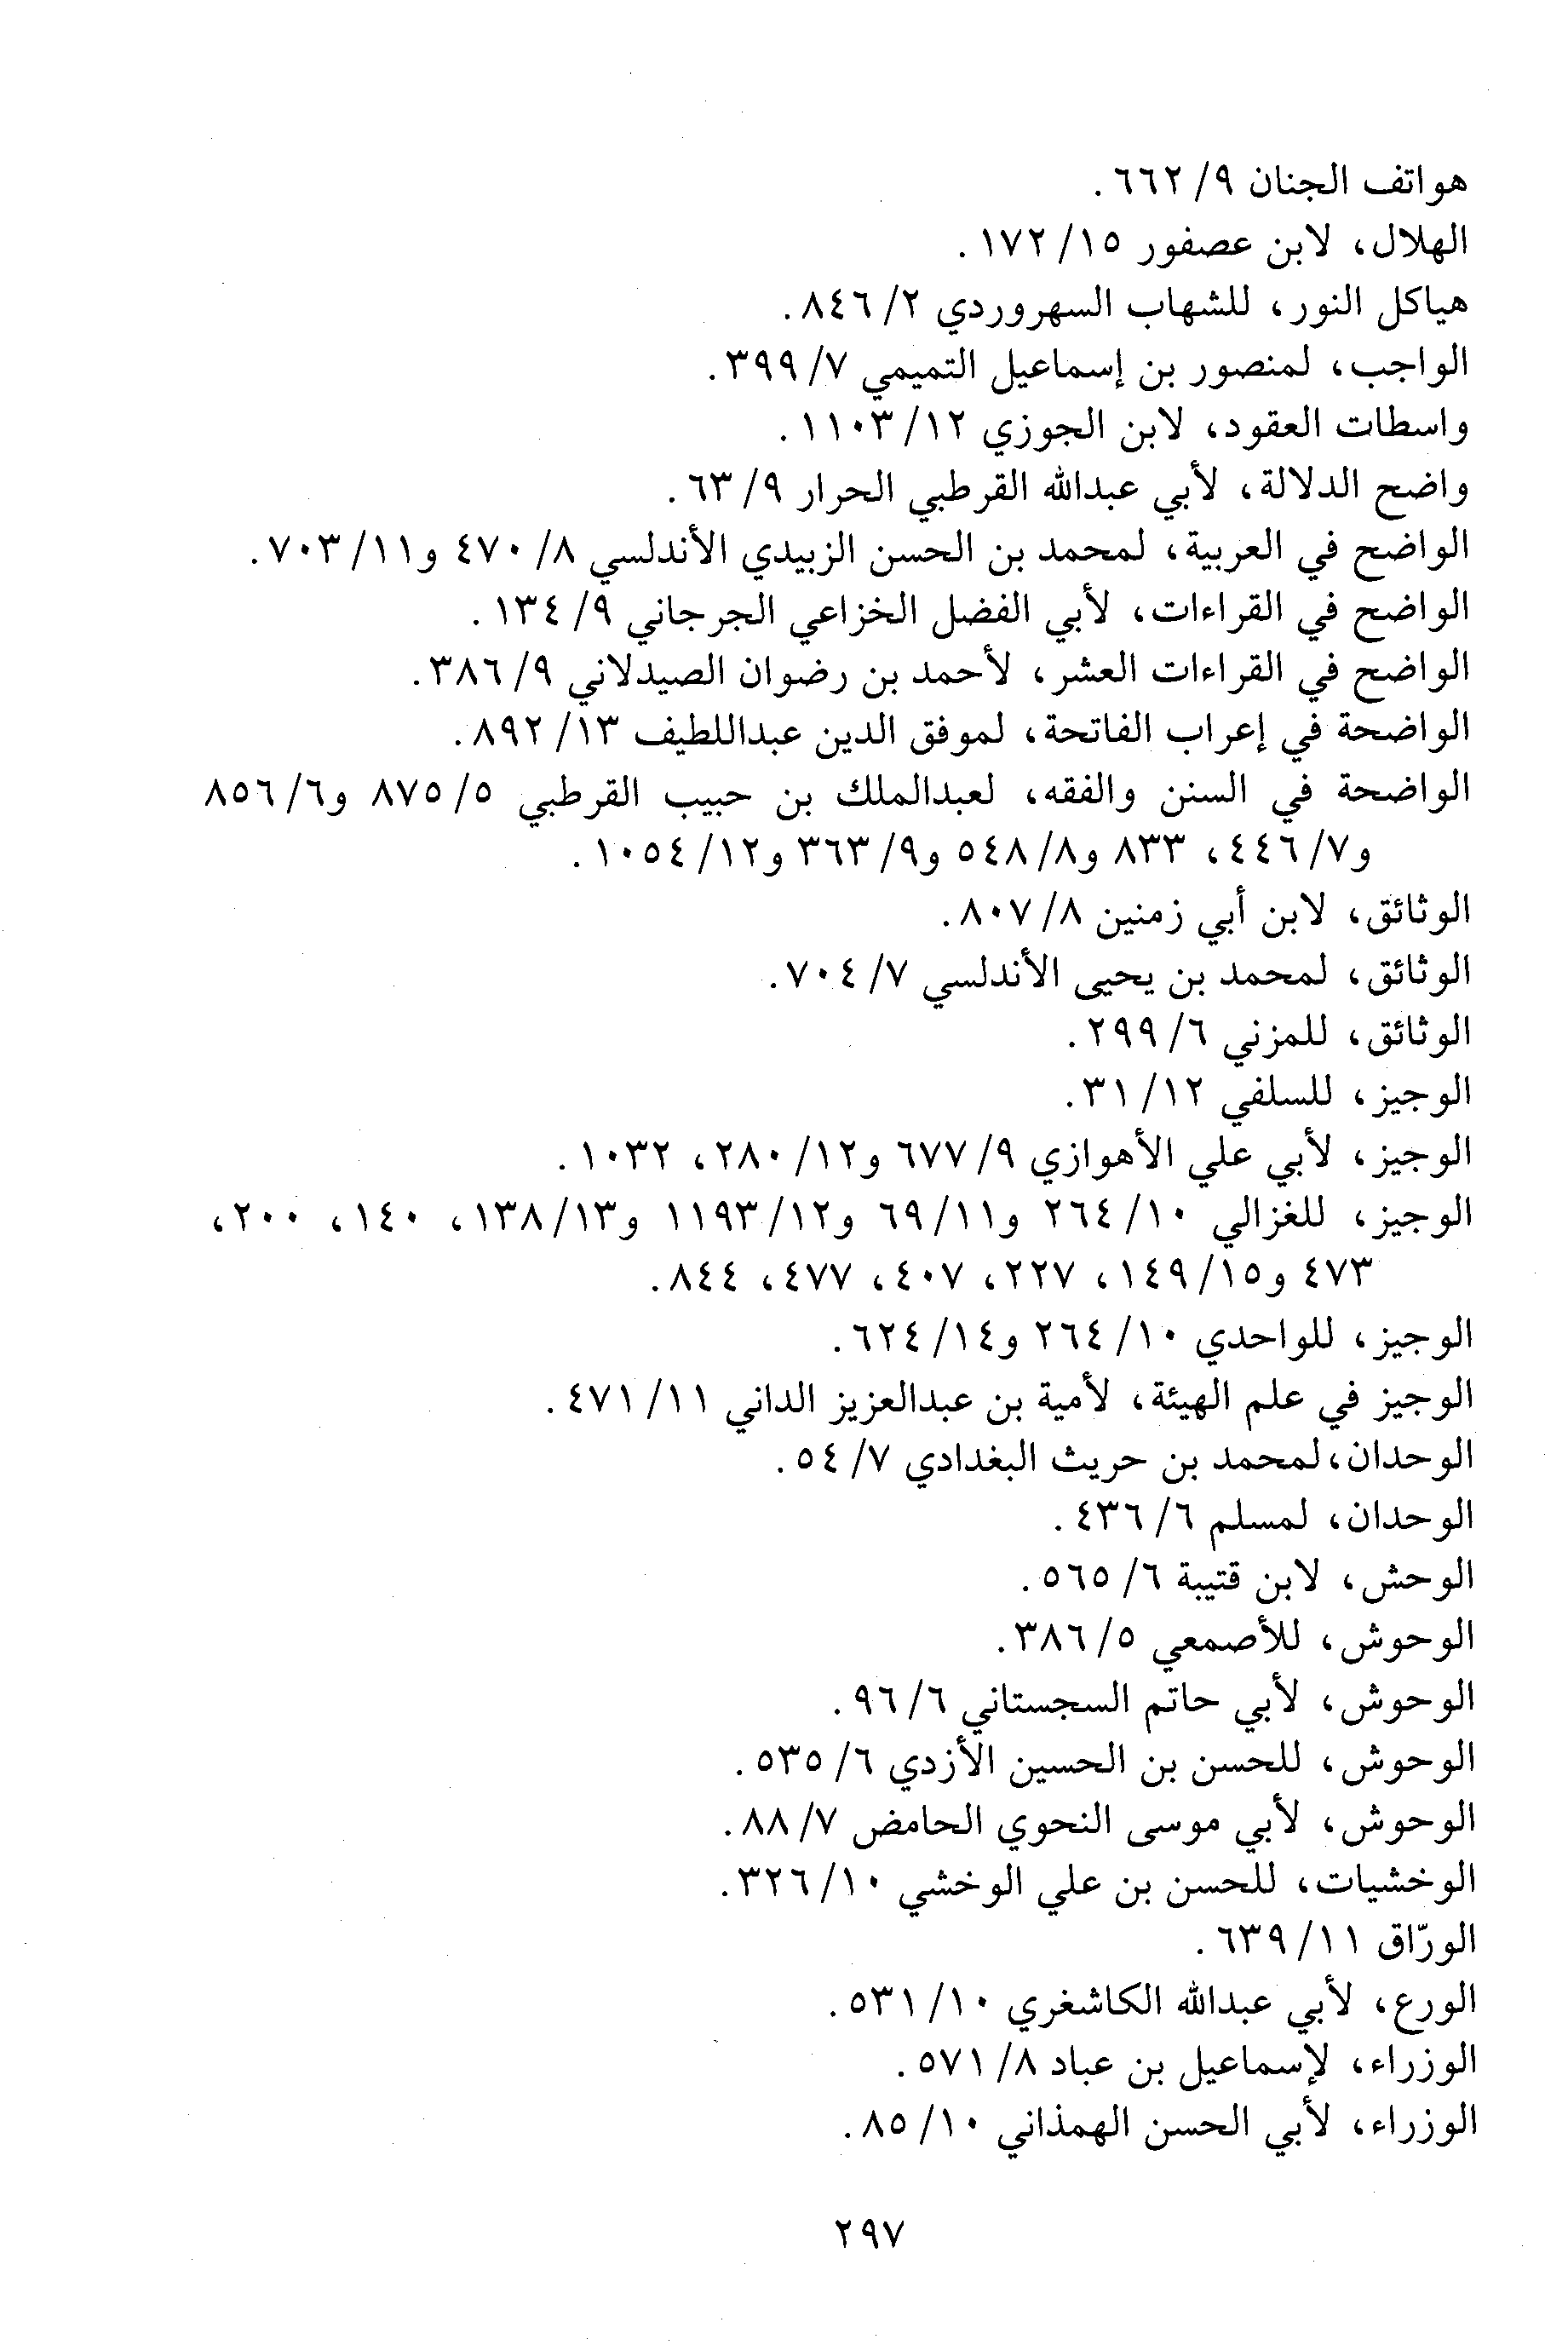 هواتف الجنان ٩/ ٦٦٢.
الهلال، لابن عصفور ١٥/ ١٧٢.
هياكل النور، للشهاب السهروردي ٢/ ٨٤٦.
الواجب، لمنصور بن إسماعيل التميمي ٧/ ٣٩٩.
واسطات العقود، لابن الجوزي ١٢/ ١١٠٣.
واضح الدلالة، لأبي عبدالله القرطبي الحرار ٩/ ٦٣.
الواضح في العربية، لمحمد بن الحسن الزبيدي الأندلسي ٨/ ٤٧٠ و١١/ ٧٠٣.
الواضح في القراءات، لأبي الفضل الخزاعي الجرجاني ٩/ ١٣٤.
الواضح في القراءات العشر، لأحمد بن رضوان الصيدلاني ٩/ ٣٨٦.
الواضحة في إعراب الفاتحة، لموفق الدين عبداللطيف ١٣/ ٨٩٢.
الواضحة في السنن والفقه، لعبدالملك بن حبيب القرطبي ٥/ ٨٧٥ و٦/ ٨٥٦
و٧/ ٤٤٦، ٨٣٣ و٨/ ٥٤٨ و٩/ ٣٦٣ و١٢/ ١٠٥٤.
الوثائق، لابن أبي زمنين ٨/ ٨٠٧.
الوثائق، لمحمد بن يحيى الأندلسي ٧/ ٧٠٤.
الوثائق، للمزني ٦/ ٢٩٩.
الوجيز، للسلفي ١٢/ ٣١.
الوجيز، لأبي علي الأهوازي ٩/ ٦٧٧ و١٢/ ٢٨٠، ١٠٣٢.
الوجيز، للغزالي ١٠/ ٢٦٤ و١١/ ٦٩ و١٢/ ١١٩٣ و١٣/ ١٣٨، ١٤٠، ٢٠٠،
٤٧٣ و١٥/ ١٤٩، ٢٢٧، ٤٠٧، ٤٧٧، ٨٤٤.
الوجيز، للواحدي ١٠/ ٢٦٤ و١٤/ ٦٢٤.
الوجيز في علم الهيئة، لأمية بن عبدالعزيز الداني ١١/ ٤٧١.
الوحدان، لمحمد بن حريث البغدادي ٧/ ٥٤.
الوحدان، لمسلم ٦/ ٤٣٦.
الوحش، لابن قتيبة ٦/ ٥٦٥.
الوحوش، للأصمعي ٥/ ٣٨٦.
الوحوش، لأبي حاتم السجستاني ٦/ ٩٦.
الوحوش، للحسن بن الحسين الأزدي ٦/ ٥٣٥.
الوحوش، لأبي موسى النحوي الحامض ٧/ ٨٨.
الوخشيات، للحسن بن علي الوخشي ١٠/ ٣٢٦.
الورّاق ١١/ ٦٣٩.
الورع، لأبي عبدالله الكاشغري ١٠/ ٥٣١.
الوزراء، لإسماعيل بن عباد ٨/ ٥٧١.
الوزراء، لأبي الحسن الهمذاني ١٠/ ٨٥.
٢٩٧